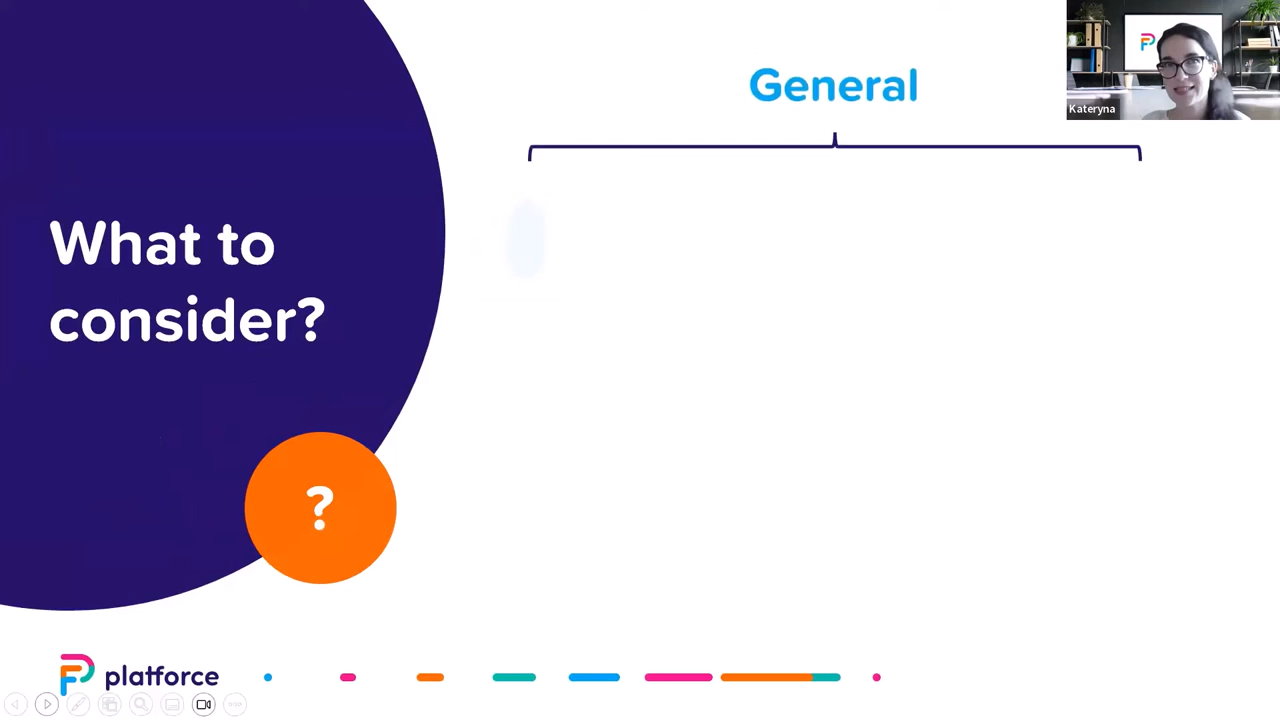 General
Kateryna
What to
consider?
?
platforce